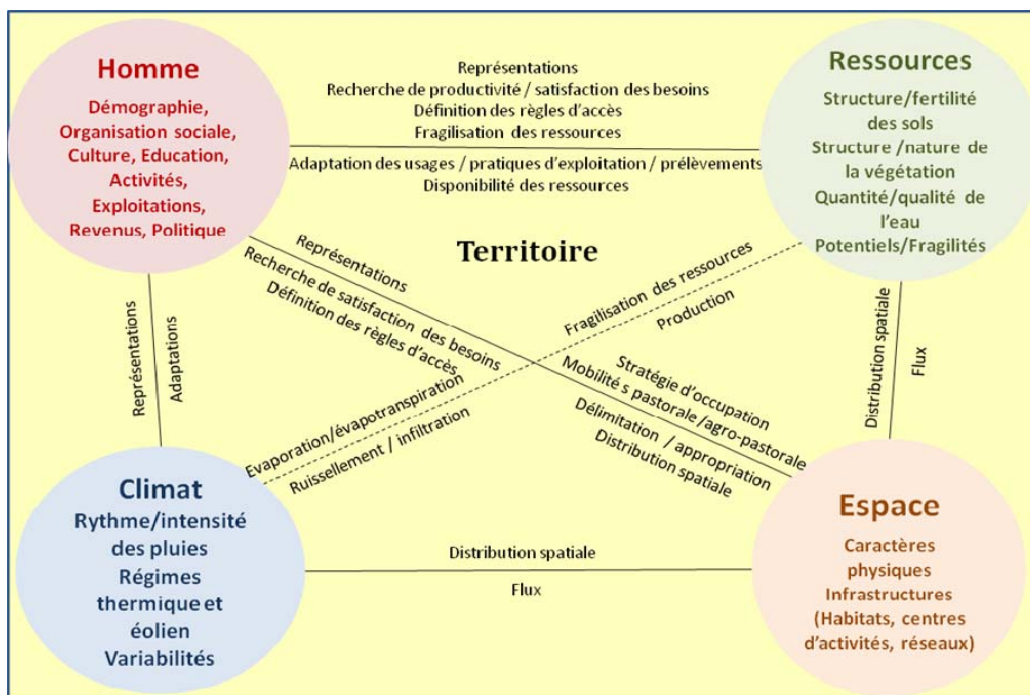 Homme
Démographie,
Organisation sociale,
Culture, Education,
Activités,
Exploitations,
Revenus, Politique
Représentations
Recherche de productivité / satisfaction des besoins
Définition des règles d'accès
Fragilisation des ressources
Adaptation des usages / pratiques d'exploitation / prélèvements
Disponibilité des ressources
Ressources
Structure/fertilité
des sols
Structure /nature de
la végétation
Quantité/qualité de
l'eau
Potentiels/Fragilités
Territoire
Représentations
Recherche de satisfaction des besoins
Définition des règles d'accès
Fragilisation des ressources
Production
Représentations
Adaptations
Distribution spatiale
Flux
Evaporation/évapotranspiration
Ruissellement / infiltration
Stratégie d'occupation
Mobilité s pastorale /agro-pastorale
Délimitation / appropriation
Distribution spatiale
Climat
Rythme/intensité
des pluies
Régimes
thermique et
éolien
Variabilités
Distribution spatiale
Flux
Espace
Caractères
physiques
Infrastructures
(Habitats, centres
d'activités, réseaux)